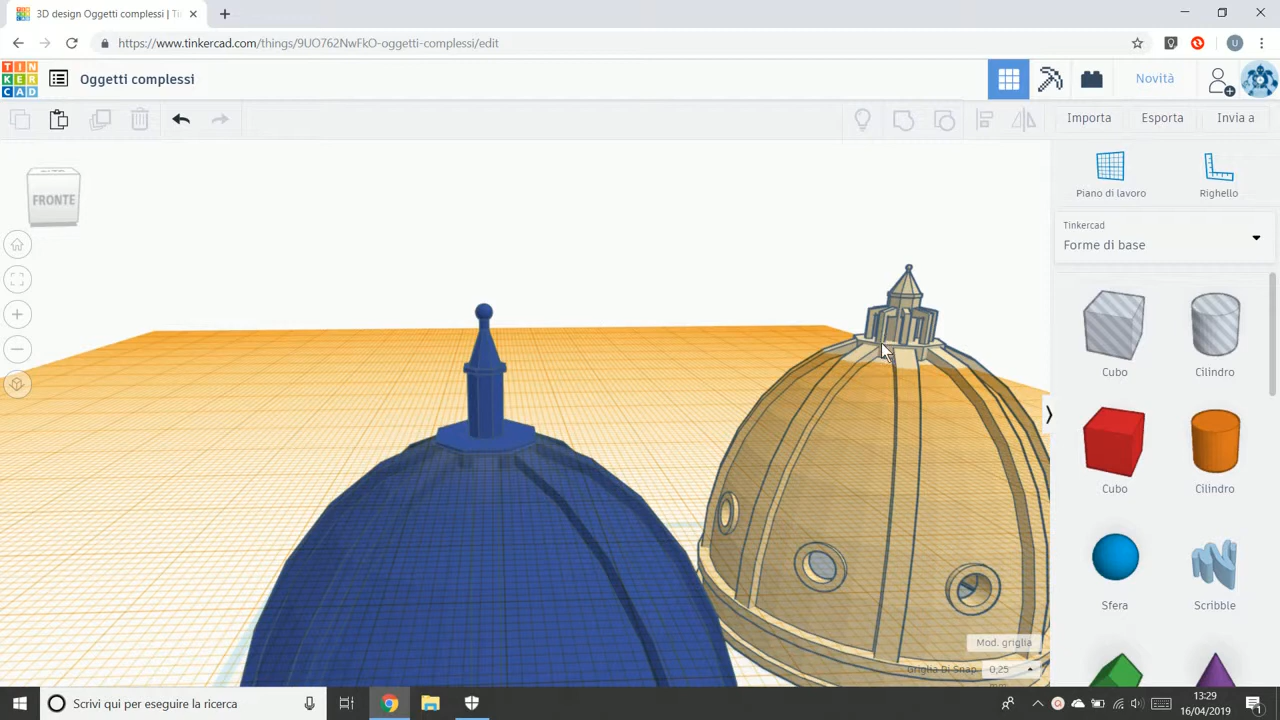 3D design Oggetti complessi | Ti
https://www.tinkercad.com/things/9UO762NwFkO-oggetti-complessi/edit
U
TIN
KER
CAD
Oggetti complessi
Novità
Importa
Esporta
Invia a
FRONTE
Piano di lavoro
Righello
Tinkercad
Forme di base
Cubo
Cilindro
Cubo
Cilindro
Sfera
Scribble
Mod. griglia
Griglia Di Snap 0,25
mm
Scrivi qui per eseguire la ricerca
13:29
16/04/2019